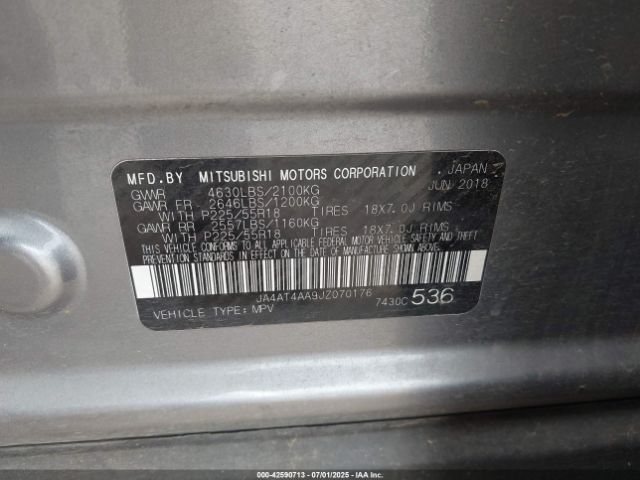 MFD.BY MITSUBISHI MOTORS CORPORATION JAPAN
GVWR 4630LBS/2100KG JUN 2018
GAWR FR 2646LBS/1200KG
WITH P225/55R18 TIRES 18X7.0J RIMS
GAWR RR 2557LBS/1160KG
WITH P225/55R18 TIRES 18X7.0J RIMS
THIS VEHICLE CONFORMS TO ALL APPLICABLE FEDERAL MOTOR VEHICLE SAFETY AND THEFT
PREVENTION STANDARDS IN EFFECT ON THE DATE OF MANUFACTURE SHOWN ABOVE.
JA4AT4AA9JZ070176
VEHICLE TYPE: MPV 7430C 536
000-42590713 - 07/01/2025 - IAAI.COM